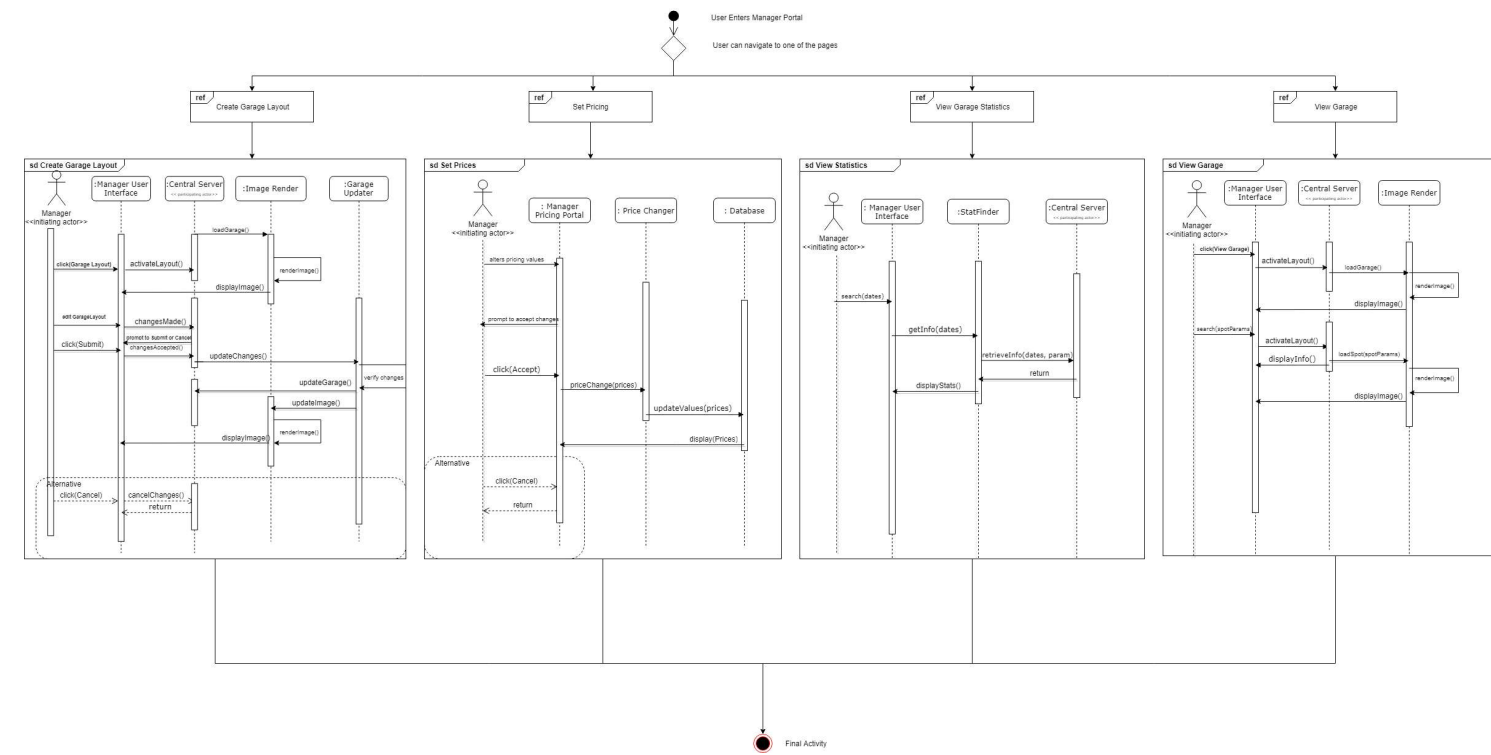 User Enters Manager Portal
User can navigate to one of the pages
ref
Create Garage Layout
ref
Set Pricing
ref
View Garage Statistics
ref
View Garage
sd Create Garage Layout
Manager
<<initiating actor>>
:Manager User
Interface
:Central Server
<< participating actor>>
:Image Render
:Garage
Updater
loadGarage()
click(Garage Layout)
activateLayout()
renderImage()
displayImage()
edit GarageLayout
changesMade()
prompt to Submit or Cancel
click(Submit)
changesAccepted()
updateChanges()
verify changes
updateGarage()
updateImage()
renderImage()
displayImage()
Alternative
click(Cancel)
cancelChanges()
return
sd Set Prices
Manager
<<initiating actor>>
: Manager
Pricing Portal
: Price Changer
: Database
alters pricing values
prompt to accept changes
click(Accept)
priceChange(prices)
updateValues(prices)
display(Prices)
Alternative
click(Cancel)
return
sd View Statistics
Manager
<<initiating actor>>
: Manager User
Interface
:StatFinder
:Central Server
<< participating actor>>
search(dates)
getInfo(dates)
retrieveInfo(dates, param)
return
displayStats()
sd View Garage
Manager
<<initiating actor>>
:Manager User
Interface
:Central Server
<< participating actor>>
:Image Render
click(View Garage)
activateLayout()
loadGarage()
renderImage()
displayImage()
search(spotParams)
activateLayout()
displayInfo()
loadSpot(spotParams)
renderImage()
displayImage()
Final Activity